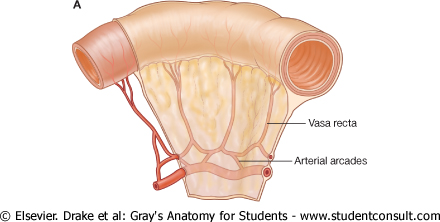 A
Vasa recta
Arterial arcades
© Elsevier. Drake et al: Gray's Anatomy for Students - www.studentconsult.com